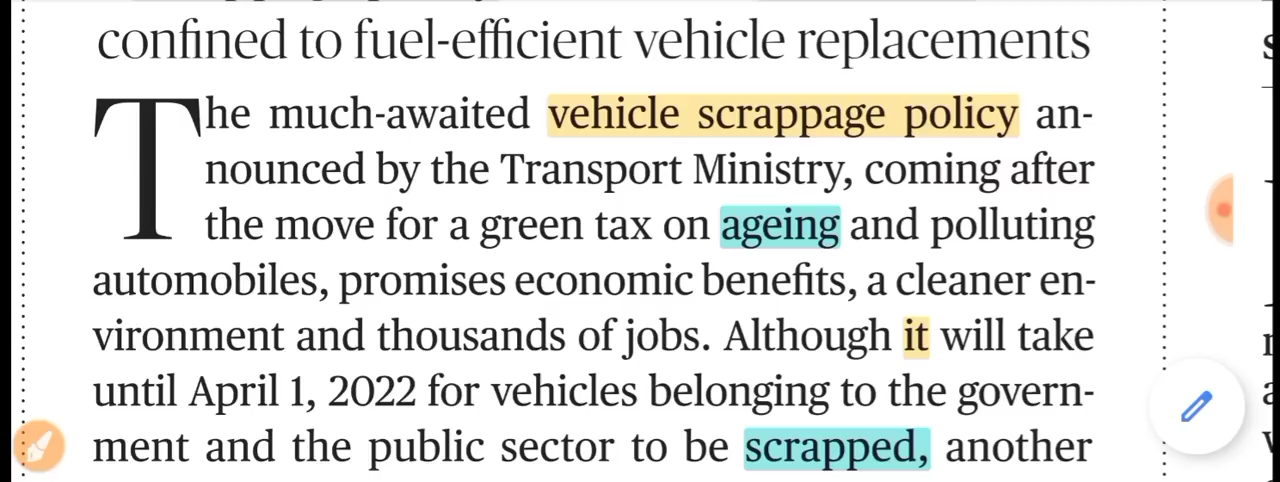 confined to fuel-efficient vehicle replacements
The much-awaited vehicle scrappage policy an-
nounced by the Transport Ministry, coming after
the move for a green tax on ageing and polluting
automobiles, promises economic benefits, a cleaner en-
vironment and thousands of jobs. Although it will take
until April 1, 2022 for vehicles belonging to the govern-
ment and the public sector to be scrapped, another